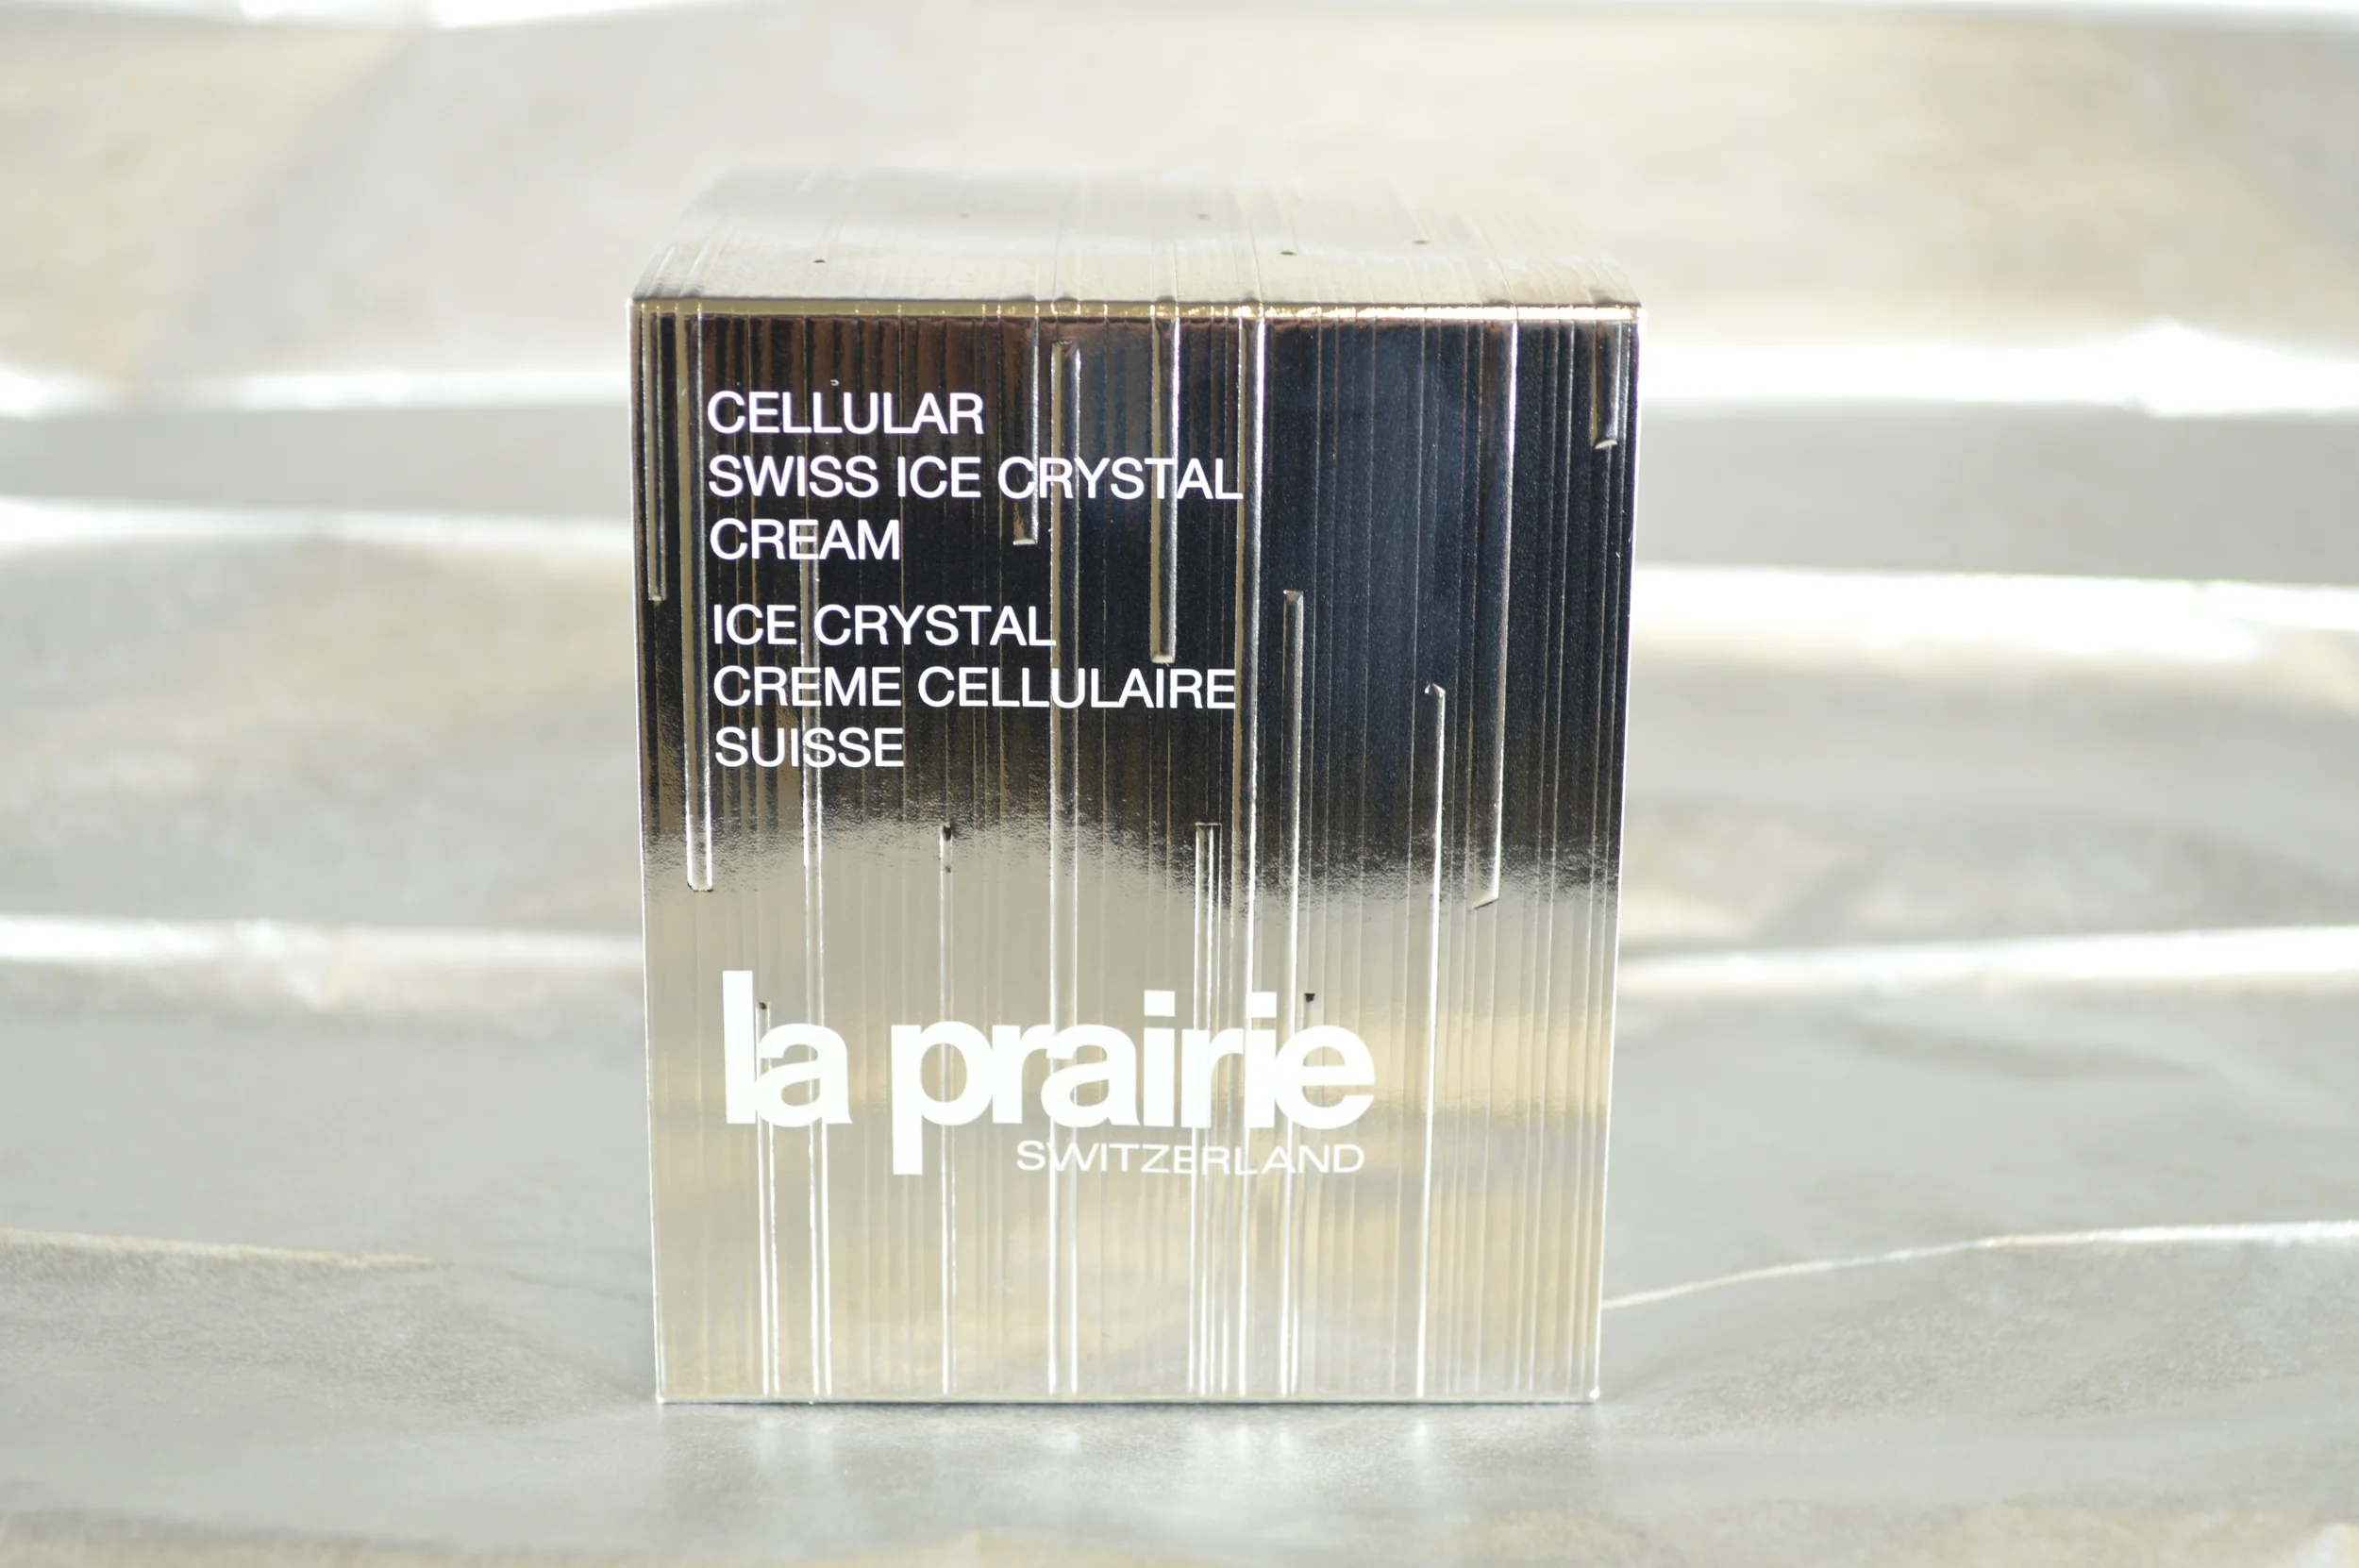 CELLULAR
SWISS ICE CRYSTAL
CREAM
ICE CRYSTAL
CREME CELLULAIRE
SUISSE
la prairie
SWITZERLAND